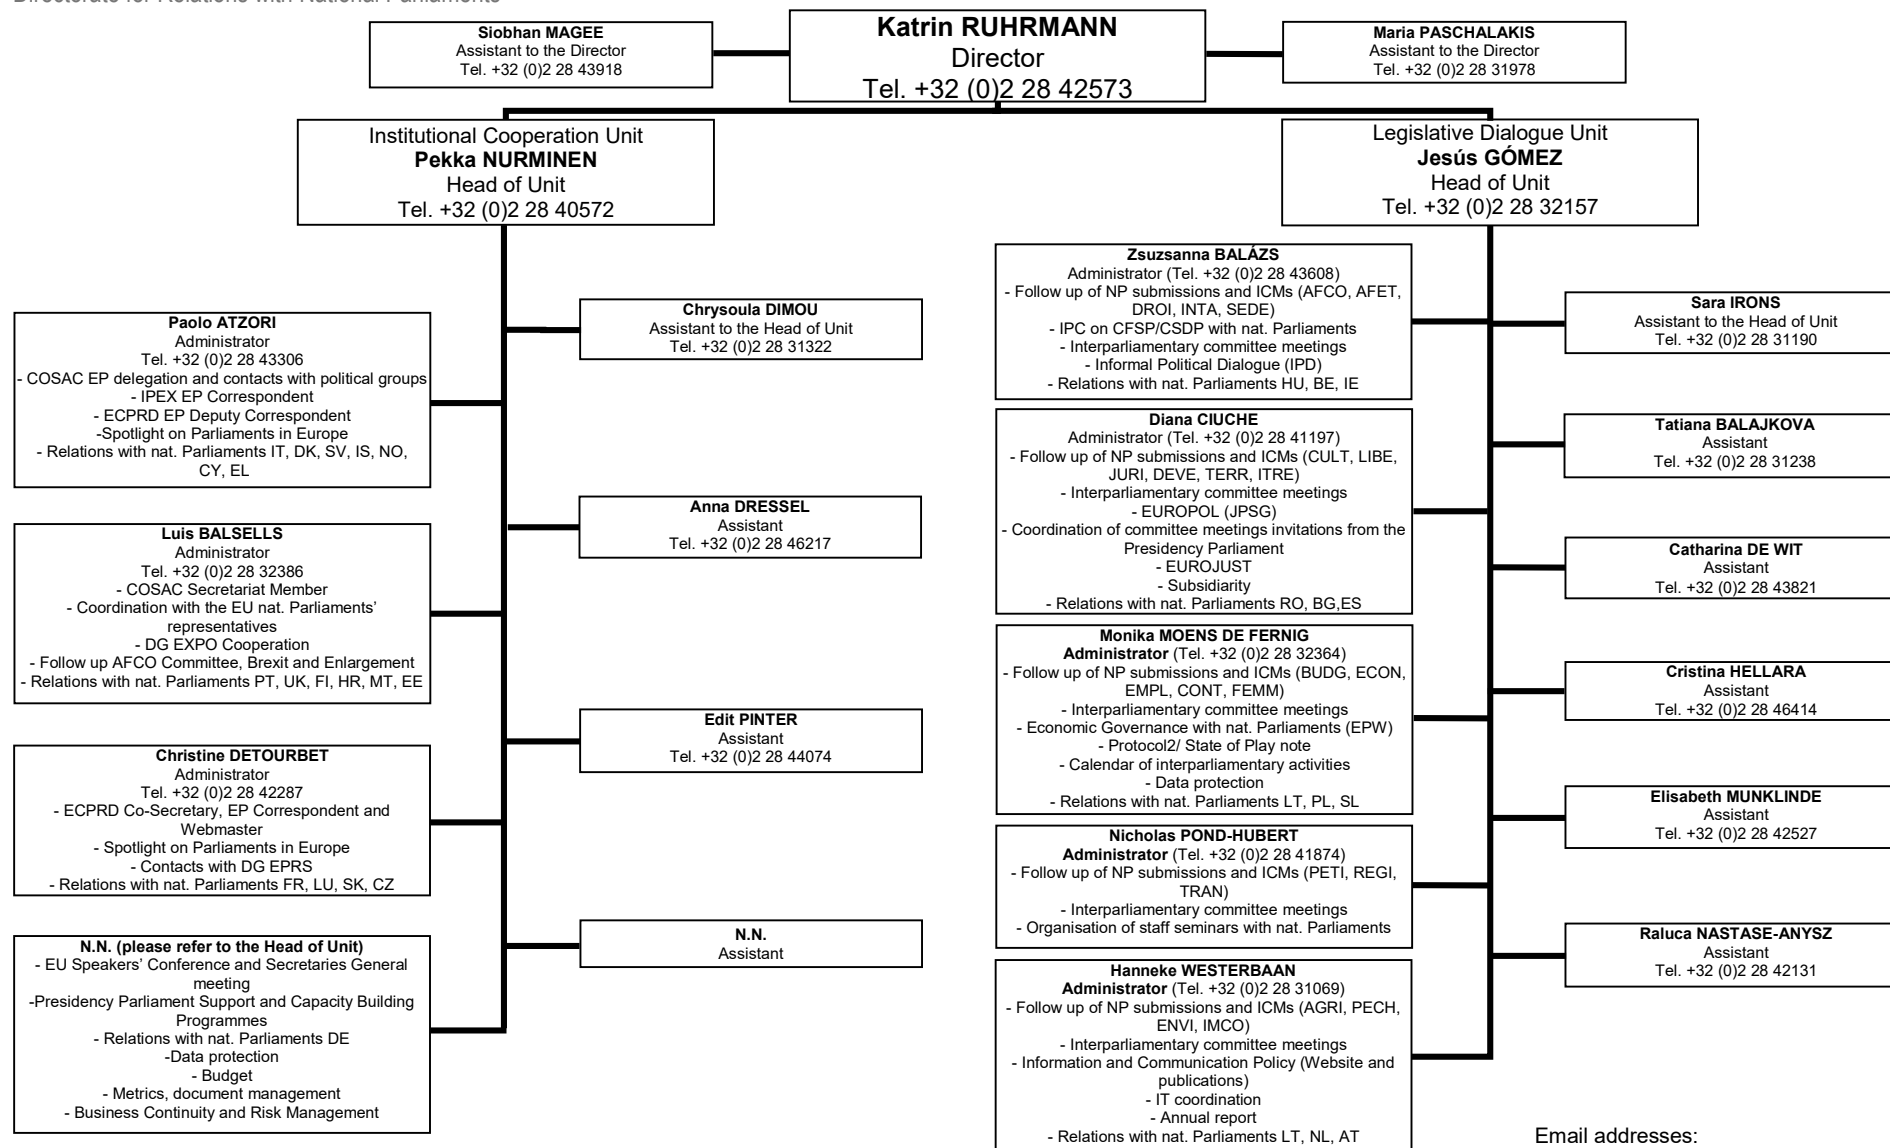 Directorate for Relations with National Parliaments
Siobhan MAGEE
Assistant to the Director
Tel. +32 (0)2 28 43918
Katrin RUHRMANN
Director
Tel. +32 (0)2 28 42573
Maria PASCHALAKIS
Assistant to the Director
Tel. +32 (0)2 28 31978
Institutional Cooperation Unit
Pekka NURMINEN
Head of Unit
Tel. +32 (0)2 28 40572
Legislative Dialogue Unit
Jesús GÓMEZ
Head of Unit
Tel. +32 (0)2 28 32157
Paolo ATZORI
Administrator
Tel. +32 (0)2 28 43306
- COSAC EP delegation and contacts with political groups
- IPEX EP Correspondent
- ECPRD EP Deputy Correspondent
-Spotlight on Parliaments in Europe
- Relations with nat. Parliaments IT, DK, SV, IS, NO,
CY, EL
Luis BALSELLS
Administrator
Tel. +32 (0)2 28 32386
- COSAC Secretariat Member
- Coordination with the EU nat. Parliaments'
representatives
- DG EXPO Cooperation
- Follow up AFCO Committee, Brexit and Enlargement
- Relations with nat. Parliaments PT, UK, FI, HR, MT, EE
Christine DETOURBET
Administrator
Tel. +32 (0)2 28 42287
- ECPRD Co-Secretary, EP Correspondent and
Webmaster
- Spotlight on Parliaments in Europe
- Contacts with DG EPRS
- Relations with nat. Parliaments FR, LU, SK, CZ
N.N. (please refer to the Head of Unit)
- EU Speakers' Conference and Secretaries General
meeting
-Presidency Parliament Support and Capacity Building
Programmes
- Relations with nat. Parliaments DE
-Data protection
- Budget
- Metrics, document management
- Business Continuity and Risk Management
Chrysoula DIMOU
Assistant to the Head of Unit
Tel. +32 (0)2 28 31322
Anna DRESSEL
Assistant
Tel. +32 (0)2 28 46217
Edit PINTER
Assistant
Tel. +32 (0)2 28 44074
N.N.
Assistant
Zsuzsanna BALÁZS
Administrator (Tel. +32 (0)2 28 43608)
- Follow up of NP submissions and ICMs (AFCO, AFET,
DROI, INTA, SEDE)
- IPC on CFSP/CSDP with nat. Parliaments
- Interparliamentary committee meetings
- Informal Political Dialogue (IPD)
- Relations with nat. Parliaments HU, BE, IE
Diana CIUCHE
Administrator (Tel. +32 (0)2 28 41197)
- Follow up of NP submissions and ICMs (CULT, LIBE,
JURI, DEVE, TERR, ITRE)
- Interparliamentary committee meetings
- EUROPOL (JPSG)
- Coordination of committee meetings invitations from the
Presidency Parliament
- EUROJUST
- Subsidiarity
- Relations with nat. Parliaments RO, BG,ES
Monika MOENS DE FERNIG
Administrator (Tel. +32 (0)2 28 32364)
- Follow up of NP submissions and ICMs (BUDG, ECON,
EMPL, CONT, FEMM)
- Interparliamentary committee meetings
- Economic Governance with nat. Parliaments (EPW)
- Protocol2/ State of Play note
- Calendar of interparliamentary activities
- Data protection
- Relations with nat. Parliaments LT, PL, SL
Nicholas POND-HUBERT
Administrator (Tel. +32 (0)2 28 41874)
- Follow up of NP submissions and ICMs (PETI, REGI,
TRAN)
- Interparliamentary committee meetings
- Organisation of staff seminars with nat. Parliaments
Hanneke WESTERBAAN
Administrator (Tel. +32 (0)2 28 31069)
- Follow up of NP submissions and ICMs (AGRI, PECH,
ENVI, IMCO)
- Interparliamentary committee meetings
- Information and Communication Policy (Website and
publications)
- IT coordination
- Annual report
- Relations with nat. Parliaments LT, NL, AT
Sara IRONS
Assistant to the Head of Unit
Tel. +32 (0)2 28 31190
Tatiana BALAJKOVA
Assistant
Tel. +32 (0)2 28 31238
Catharina DE WIT
Assistant
Tel. +32 (0)2 28 43821
Cristina HELLARA
Assistant
Tel. +32 (0)2 28 46414
Elisabeth MUNKLINDE
Assistant
Tel. +32 (0)2 28 42527
Raluca NASTASE-ANYSZ
Assistant
Tel. +32 (0)2 28 42131
Email addresses: